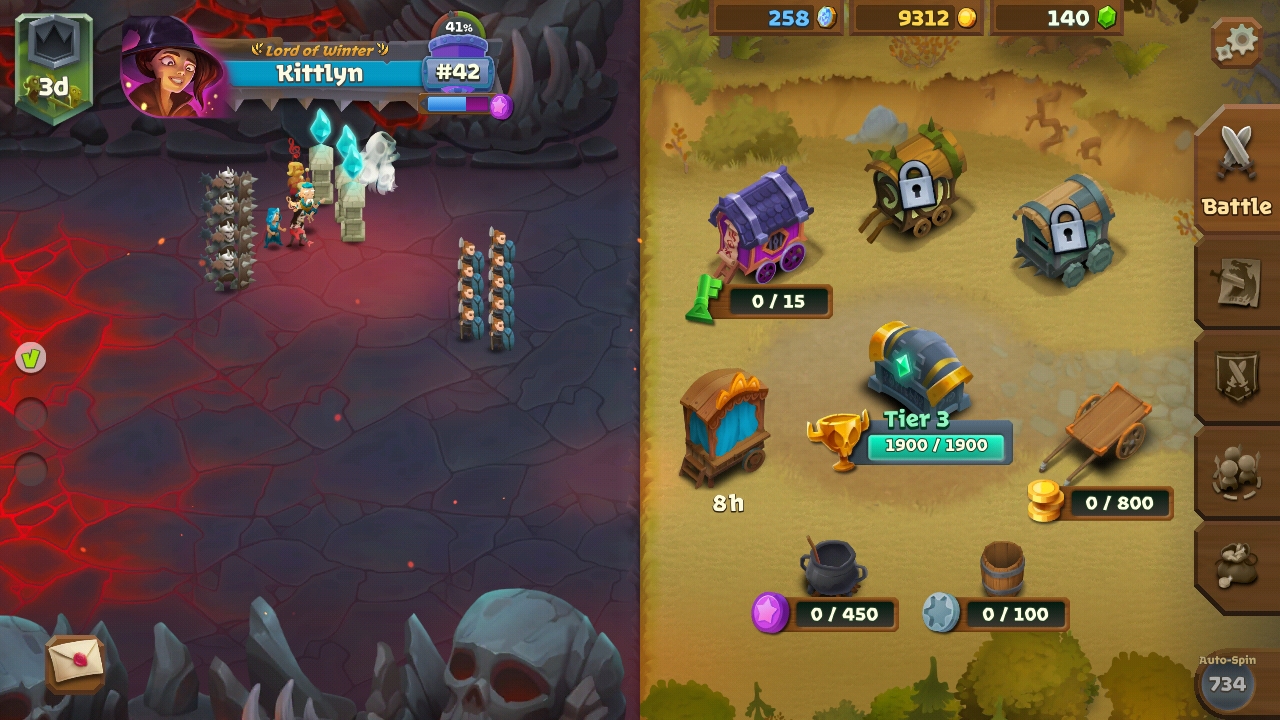 3d
Lord of Winter
Kittlyn
41%
#42
258
9312
140
Battle
0 / 15
Tier 3
1900 / 1900
8h
0 / 800
0 / 450
0 / 100
Auto-Spin
734